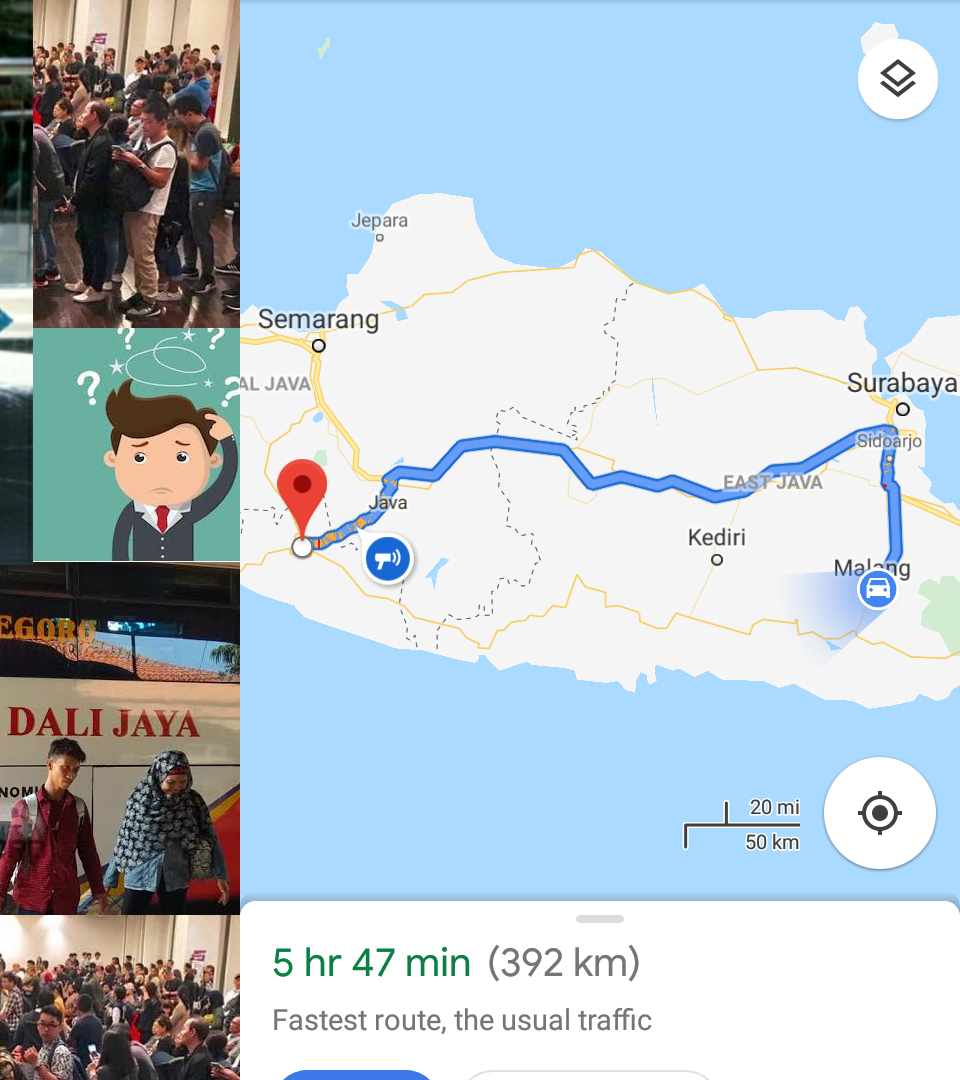 ?
?
?
?
EGORO
DALI JAYA
NOMI
Jepara
Semarang
AL JAVA
Surabaya
Sidoarjo
EAST JAVA
Java
Kediri
Malang
20 mi
50 km
5 hr 47 min (392 km)
Fastest route, the usual traffic